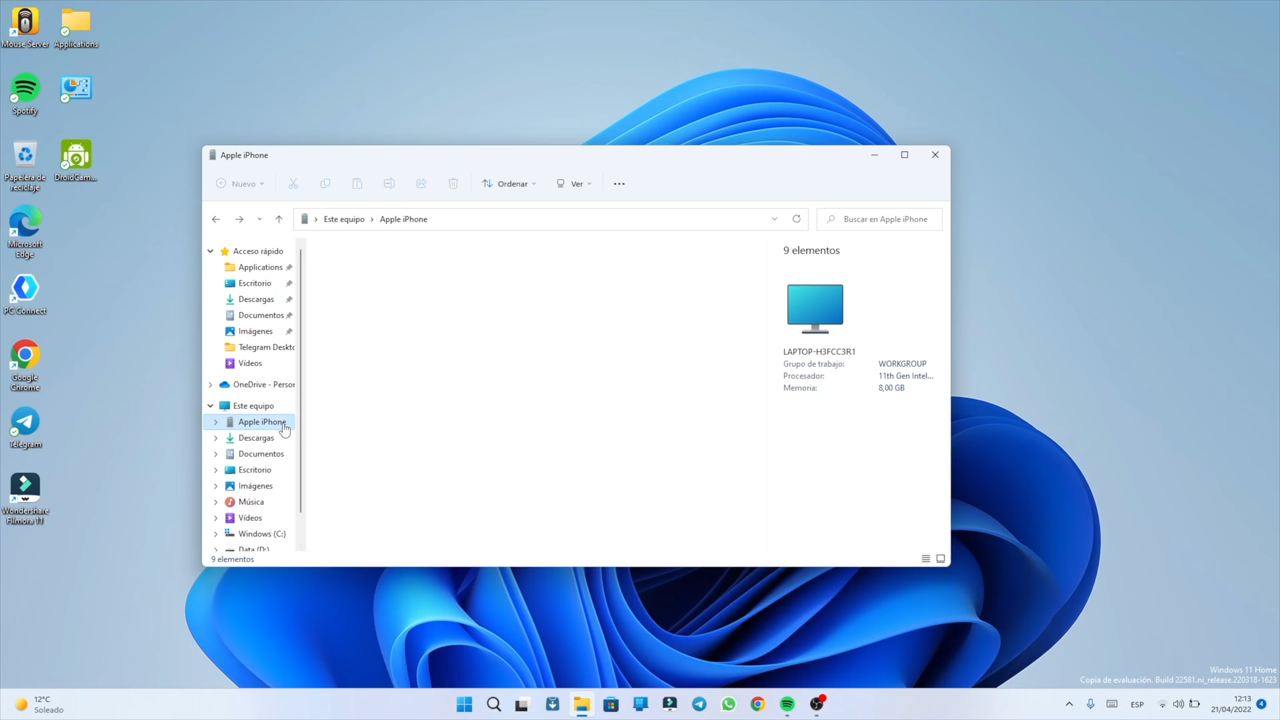 Mouse Server
Applications
Spotify
Papelera de
reciclaje
DroidCam...
Microsoft
Edge
PC Connect
Google
Chrome
Telegram
Wondershare
Filmora 11
Apple iPhone
Nuevo
Ordenar
Ver
Este equipo
Apple iPhone
Buscar en Apple iPhone
Acceso rápido
Applications
Escritorio
Descargas
Documentos
Imágenes
Telegram Deskto
Vídeos
OneDrive - Person
Este equipo
Apple iPhone
Descargas
Documentos
Escritorio
Imágenes
Música
Vídeos
Windows (C:)
Data (D:)
9 elementos
9 elementos
LAPTOP-H3FCC3R1
Grupo de trabajo: WORKGROUP
Procesador: 11th Gen Intel...
Memoria: 8,00 GB
Windows 11 Home
Copia de evaluación. Build 22581.ni_release.220318-1623
12°C
Soleado
ESP
12:13
21/04/2022
4